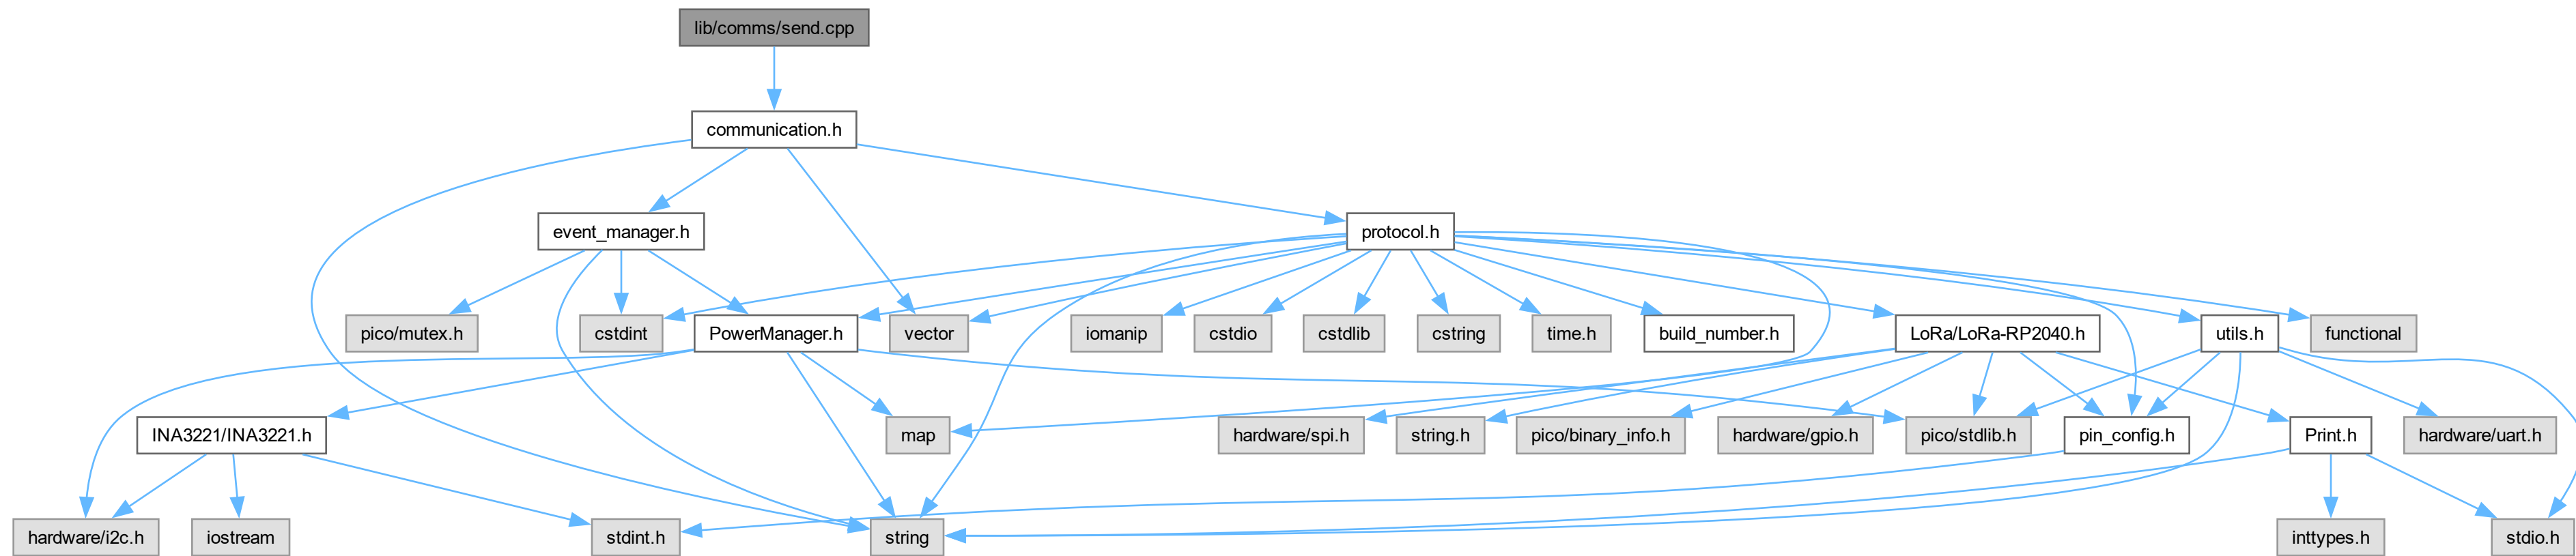 lib/comms/send.cpp
communication.h
event_manager.h
protocol.h
pico/mutex.h
cstdint
PowerManager.h
vector
iomanip
cstdio
cstdlib
cstring
time.h
build_number.h
LoRa/LoRa-RP2040.h
utils.h
functional
INA3221/INA3221.h
map
hardware/spi.h
string.h
pico/binary_info.h
hardware/gpio.h
pico/stdlib.h
pin_config.h
Print.h
hardware/uart.h
hardware/i2c.h
iostream
stdint.h
string
inttypes.h
stdio.h